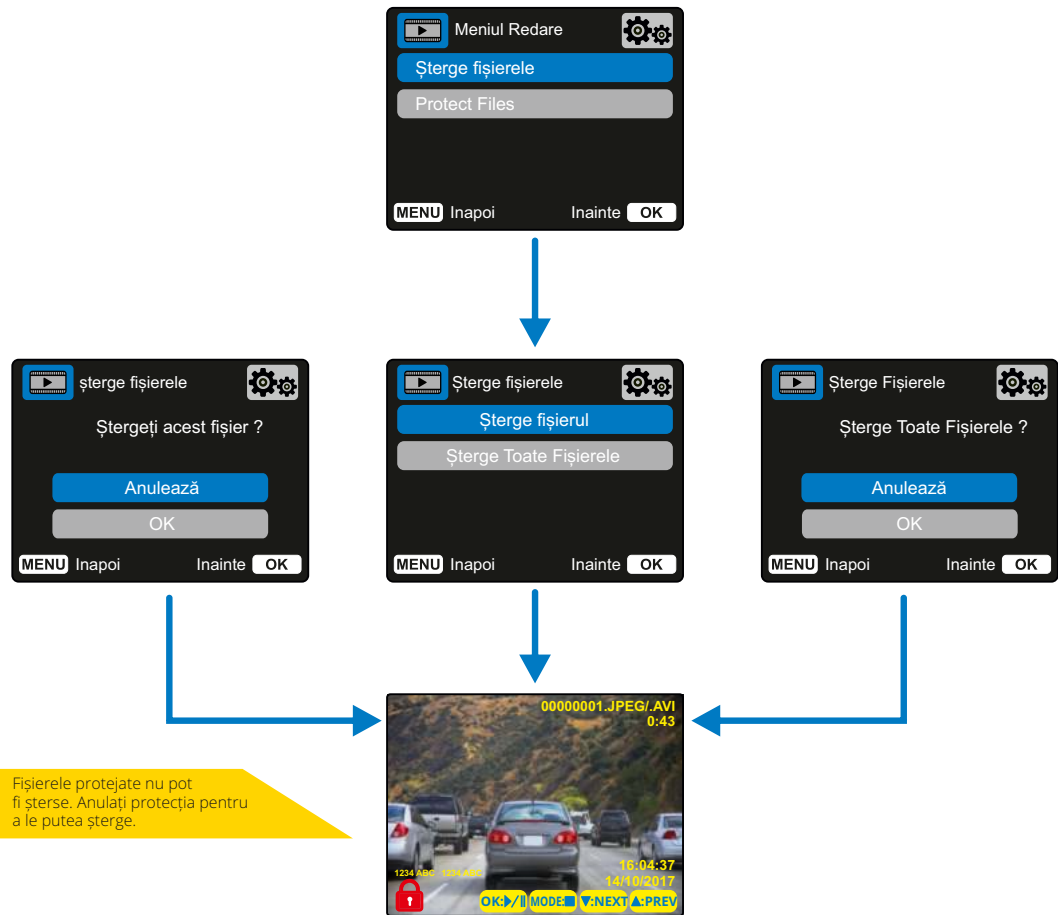 Meniul Redare
Șterge fișierele
Protect Files
MENU Inapoi Inainte OK
șterge fișierele
Ștergeți acest fișier ?
Anulează
OK
MENU Inapoi Inainte OK
Șterge fișierele
Șterge fișierul
Șterge Toate Fișierele
MENU Inapoi Inainte OK
Șterge Fișierele
Șterge Toate Fișierele ?
Anulează
OK
MENU Inapoi Inainte OK
00000001.JPEG/.AVI
0:43
16:04:37
1234 ABC 1234 ABC
14/10/2017
OK:▶/|| MODE:■ ▼:NEXT ▲:PREV
Fișierele protejate nu pot
fi șterse. Anulați protecția pentru
a le putea șterge.